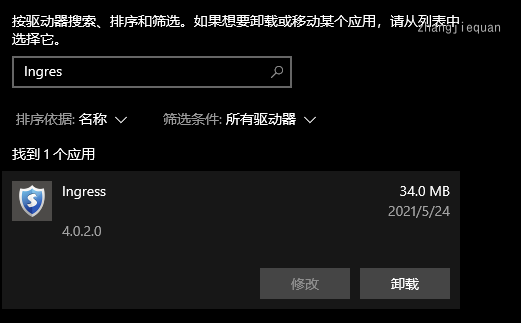 按驱动器搜索、排序和筛选。如果想要卸载或移动某个应用，请从列表中
选择它。
zhangjiequan
Ingres
排序依据: 名称 筛选条件: 所有驱动器
找到 1 个应用
Ingress 34.0 MB
2021/5/24
4.0.2.0
修改 卸载